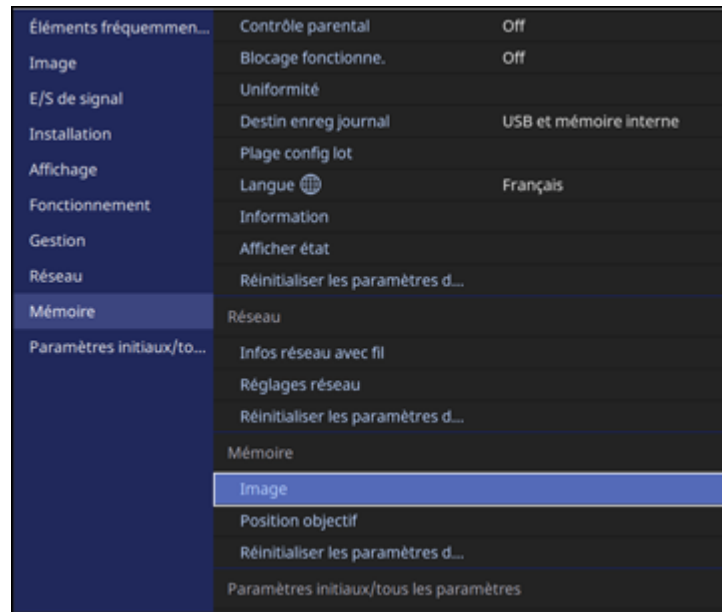 Éléments fréquemmen...
Image
E/S de signal
Installation
Affichage
Fonctionnement
Gestion
Réseau
Mémoire
Paramètres initiaux/to...
Contrôle parental Off
Blocage fonctionne. Off
Uniformité
Destin enreg journal USB et mémoire interne
Plage config lot
Langue Français
Information
Afficher état
Réinitialiser les paramètres d...
Réseau
Infos réseau avec fil
Réglages réseau
Réinitialiser les paramètres d...
Mémoire
Image
Position objectif
Réinitialiser les paramètres d...
Paramètres initiaux/tous les paramètres